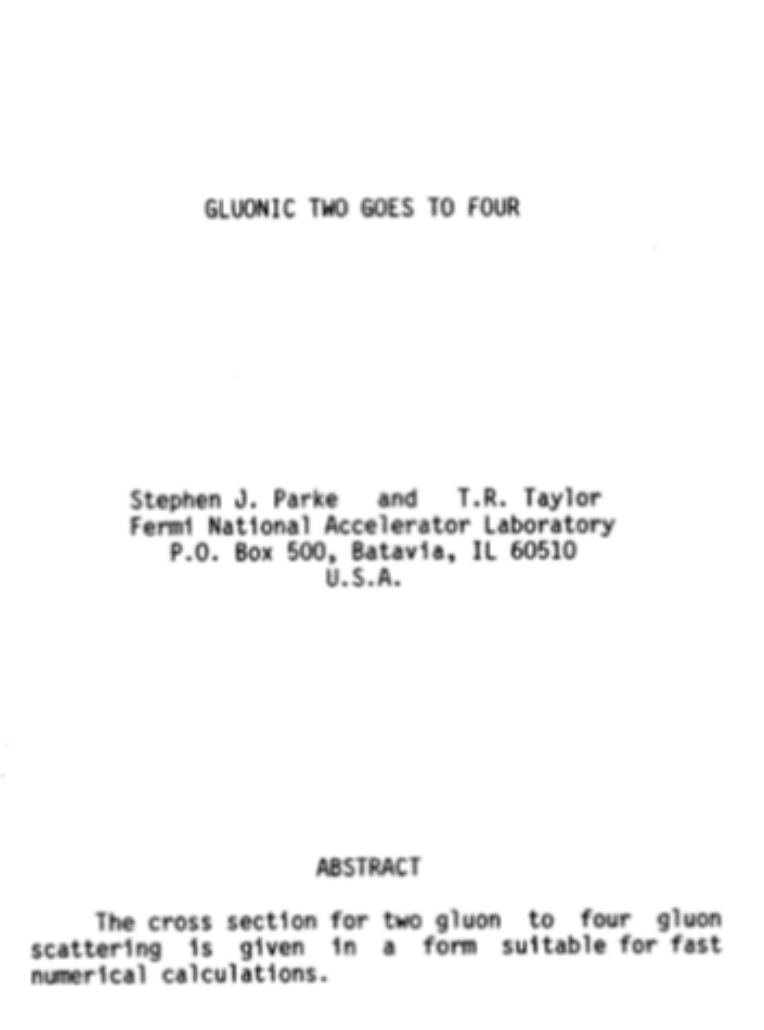 GLUONIC TWO GOES TO FOUR
Stephen J. Parke and T.R. Taylor
Fermi National Accelerator Laboratory
P.O. Box 500, Batavia, IL 60510
U.S.A.
ABSTRACT
The cross section for two gluon to four gluon
scattering is given in a form suitable for fast
numerical calculations.